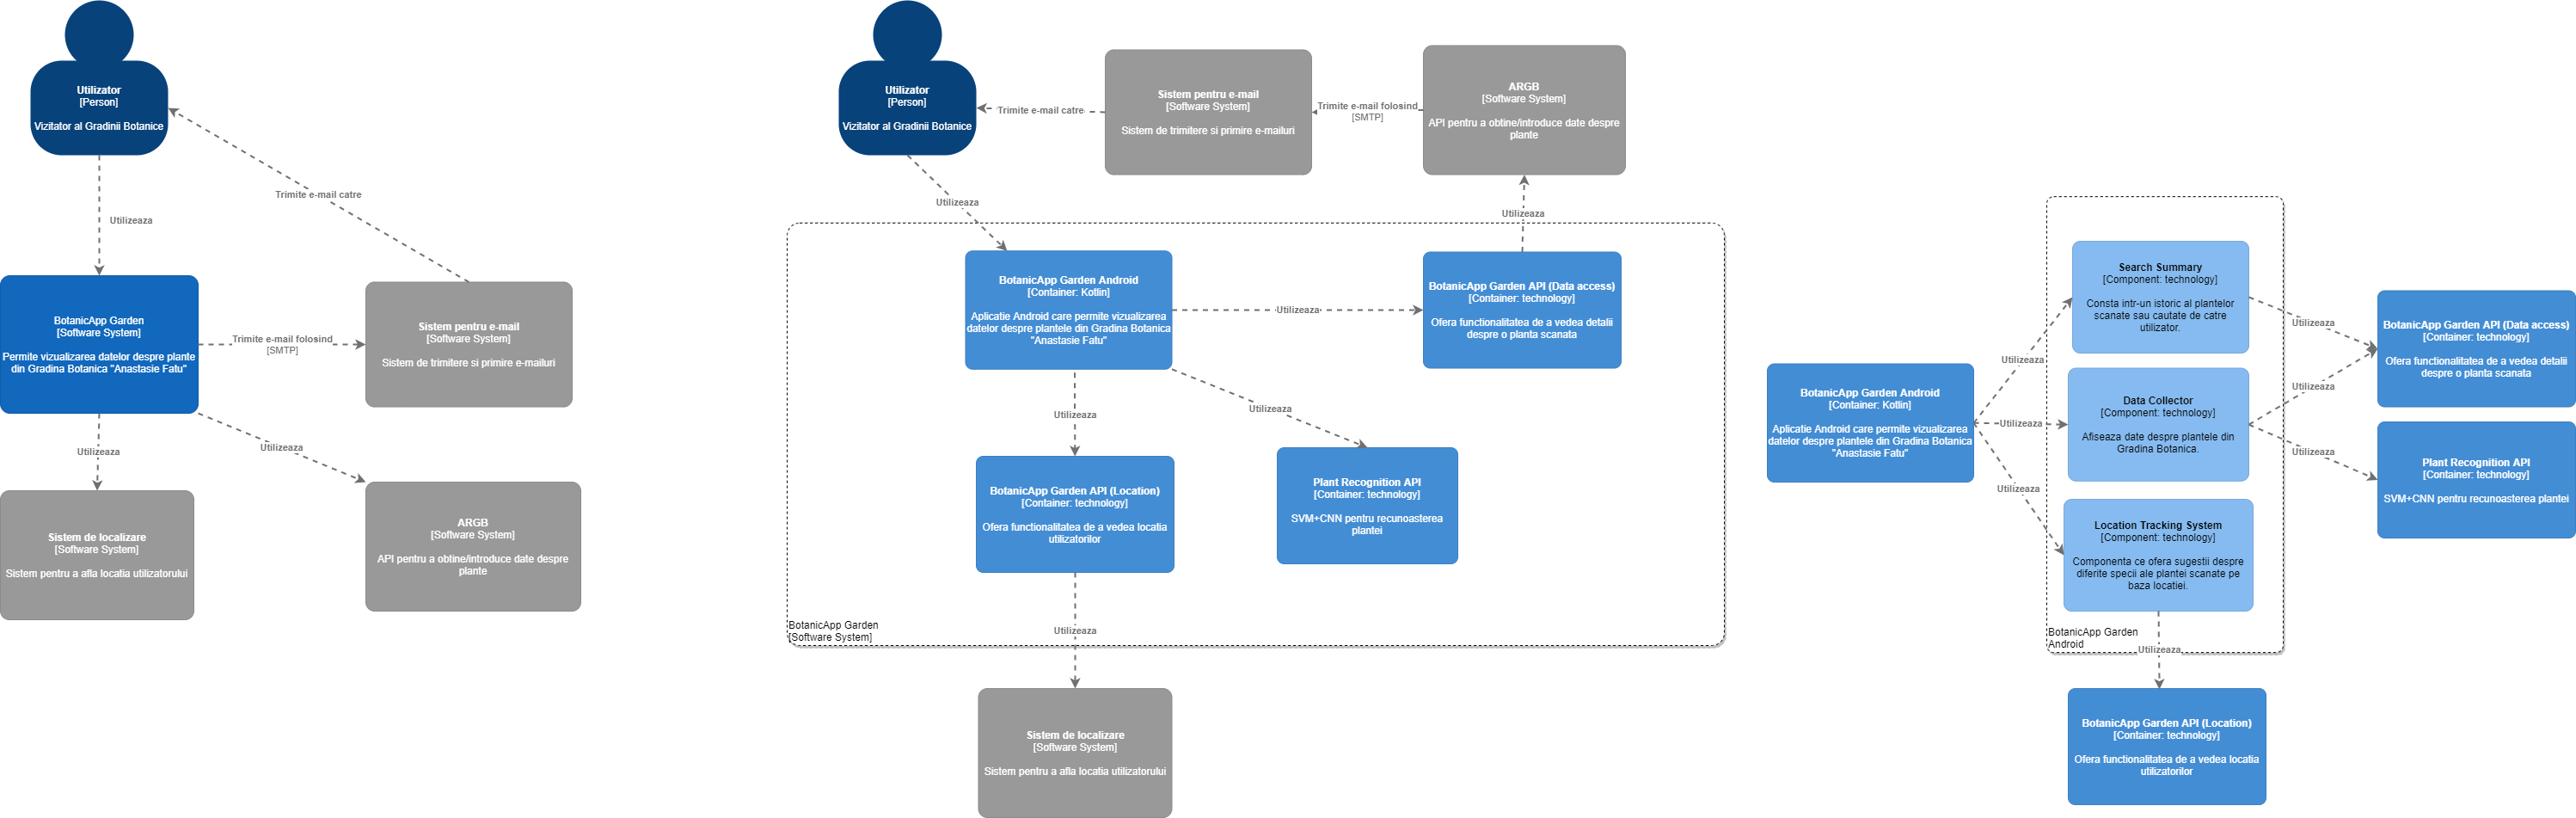 Utilizator
[Person]
Vizitator al Gradinii Botanice
Trimite e-mail catre
Utilizeaza
BotanicApp Garden
[Software System]
Permite vizualizarea datelor despre plante
din Gradina Botanica "Anastasie Fatu"
Trimite e-mail folosind
[SMTP]
Sistem pentru e-mail
[Software System]
Sistem de trimitere si primire e-mailuri
Utilizeaza
Utilizeaza
Sistem de localizare
[Software System]
Sistem pentru a afla locatia utilizatorului
ARGB
[Software System]
API pentru a obtine/introduce date despre
plante
Utilizator
[Person]
Vizitator al Gradinii Botanice
Trimite e-mail catre
Sistem pentru e-mail
[Software System]
Sistem de trimitere si primire e-mailuri
Trimite e-mail folosind
[SMTP]
ARGB
[Software System]
API pentru a obtine/introduce date despre
plante
Utilizeaza
Utilizeaza
BotanicApp Garden Android
[Container: Kotlin]
Aplicatie Android care permite vizualizarea
datelor despre plantele din Gradina Botanica
"Anastasie Fatu"
Utilizeaza
BotanicApp Garden API (Data access)
[Container: technology]
Ofera functionalitatea de a vedea detalii
despre o planta scanata
Utilizeaza
Utilizeaza
BotanicApp Garden API (Location)
[Container: technology]
Ofera functionalitatea de a vedea locatia
utilizatorilor
Plant Recognition API
[Container: technology]
SVM+CNN pentru recunoasterea
plantei
BotanicApp Garden
[Software System]
Utilizeaza
Sistem de localizare
[Software System]
Sistem pentru a afla locatia utilizatorului
BotanicApp Garden Android
[Container: Kotlin]
Aplicatie Android care permite vizualizarea
datelor despre plantele din Gradina Botanica
"Anastasie Fatu"
Utilizeaza
Utilizeaza
Utilizeaza
Search Summary
[Component: technology]
Consta intr-un istoric al plantelor
scanate sau cautate de catre
utilizator.
Data Collector
[Component: technology]
Afiseaza date despre plantele din
Gradina Botanica.
Location Tracking System
[Component: technology]
Componenta ce ofera sugestii despre
diferite specii ale plantei scanate pe
baza locatiei.
BotanicApp Garden
Android
Utilizeaza
Utilizeaza
Utilizeaza
Utilizeaza
BotanicApp Garden API (Data access)
[Container: technology]
Ofera functionalitatea de a vedea detalii
despre o planta scanata
Plant Recognition API
[Container: technology]
SVM+CNN pentru recunoasterea plantei
BotanicApp Garden API (Location)
[Container: technology]
Ofera functionalitatea de a vedea locatia
utilizatorilor